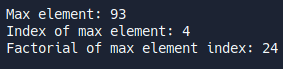 Max element: 93
Index of max element: 4
Factorial of max element index: 24